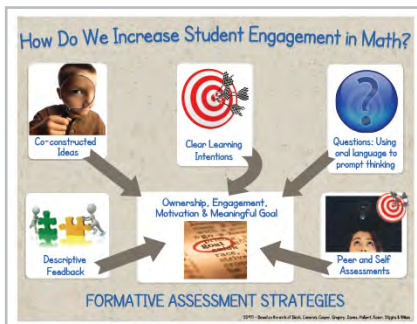 How Do We Increase Student Engagement in Math?
Co-constructed
Ideas
Clear Learning
Intentions
Questions: Using
oral language to
prompt thinking
Ownership, Engagement,
Motivation & Meaningful Goal
goal
Descriptive
Feedback
Peer and Self
Assessments
FORMATIVE ASSESSMENT STRATEGIES